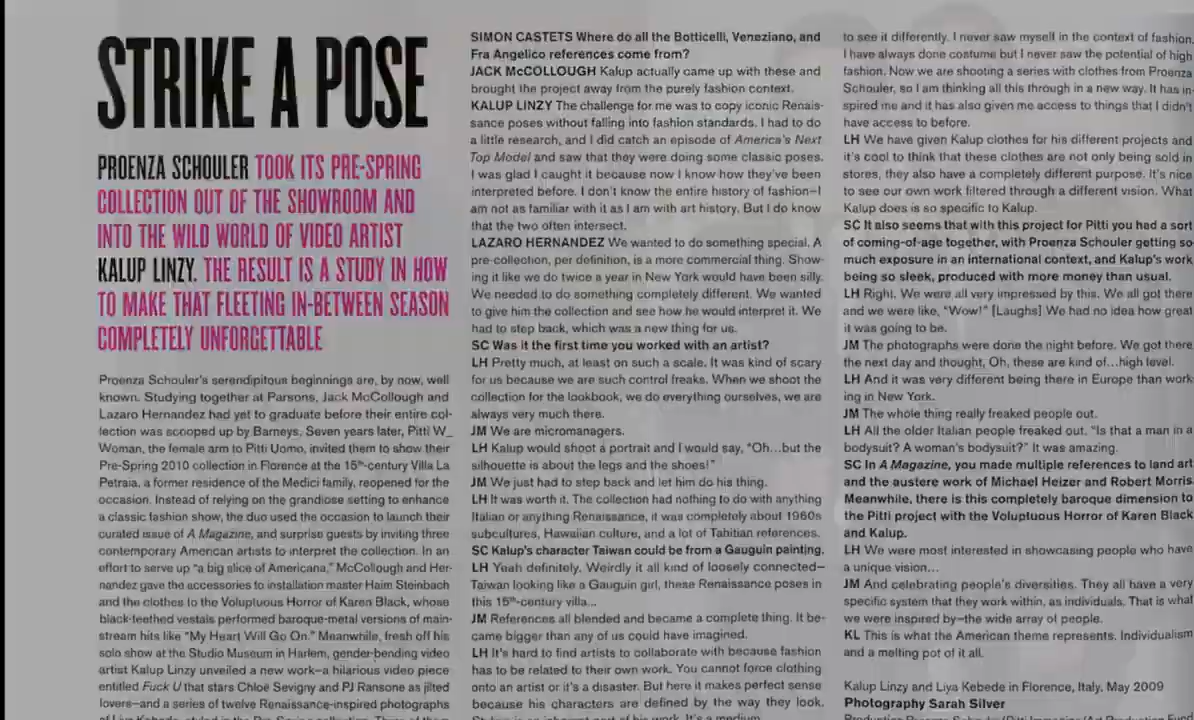 STRIKE A POSE
PROENZA SCHOULER TOOK ITS PRE-SPRING
COLLECTION OUT OF THE SHOWROOM AND
INTO THE WILD WORLD OF VIDEO ARTIST
KALUP LINZY. THE RESULT IS A STUDY IN HOW
TO MAKE THAT FLEETING IN-BETWEEN SEASON
COMPLETELY UNFORGETTABLE
Proenza Schouler's serendipitous beginnings are, by now, well
known. Studying together at Parsons, Jack McCollough and
Lazaro Hernandez had yet to graduate before their entire col-
lection was scooped up by Barneys. Seven years later, Pitti W_
Woman, the female arm to Pitti Uomo, invited them to show their
Pre-Spring 2010 collection in Florence at the 15th-century Villa La
Petraia, a former residence of the Medici family, reopened for the
occasion. Instead of relying on the grandiose setting to enhance
a classic fashion show, the duo used the occasion to launch their
curated issue of A Magazine, and surprise guests by inviting three
contemporary American artists to interpret the collection. In an
effort to serve up "a big slice of Americana," McCollough and Her-
nandez gave the accessories to installation master Haim Steinbach
and the clothes to the Voluptuous Horror of Karen Black, whose
black-teethed vestals performed baroque-metal versions of main-
stream hits like "My Heart Will Go On." Meanwhile, fresh off his
solo show at the Studio Museum in Harlem, gender-bending video
artist Kalup Linzy unveiled a new work—a hilarious video piece
entitled Fuck U that stars Chloë Sevigny and PJ Ransone as jilted
lovers—and a series of twelve Renaissance-inspired photographs
SIMON CASTETS Where do all the Botticelli, Veneziano, and
Fra Angelico references come from?
JACK McCOLLOUGH Kalup actually came up with these and
brought the project away from the purely fashion context.
KALUP LINZY The challenge for me was to copy iconic Renais-
sance poses without falling into fashion standards. I had to do
a little research, and I did catch an episode of America's Next
Top Model and saw that they were doing some classic poses.
I was glad I caught it because now I know how they've been
interpreted before. I don't know the entire history of fashion—I
am not as familiar with it as I am with art history. But I do know
that the two often intersect.
LAZARO HERNANDEZ We wanted to do something special. A
pre-collection, per definition, is a more commercial thing. Show-
ing it like we do twice a year in New York would have been silly.
We needed to do something completely different. We wanted
to give him the collection and see how he would interpret it. We
had to step back, which was a new thing for us.
SC Was it the first time you worked with an artist?
LH Pretty much, at least on such a scale. It was kind of scary
for us because we are such control freaks. When we shoot the
collection for the lookbook, we do everything ourselves, we are
always very much there.
JM We are micromanagers.
LH Kalup would shoot a portrait and I would say, "Oh...but the
silhouette is about the legs and the shoes!"
JM We just had to step back and let him do his thing.
LH It was worth it. The collection had nothing to do with anything
Italian or anything Renaissance, it was completely about 1960s
subcultures, Hawaiian culture, and a lot of Tahitian references.
SC Kalup's character Taiwan could be from a Gauguin painting.
LH Yeah definitely. Weirdly it all kind of loosely connected—
Taiwan looking like a Gauguin girl, these Renaissance poses in
this 15th-century villa...
JM References all blended and became a complete thing. It be-
came bigger than any of us could have imagined.
LH It's hard to find artists to collaborate with because fashion
has to be related to their own work. You cannot force clothing
onto an artist or it's a disaster. But here it makes perfect sense
because his characters are defined by the way they look.
to see it differently. I never saw myself in the context of fashion.
I have always done costume but I never saw the potential of high
fashion. Now we are shooting a series with clothes from Proenza
Schouler, so I am thinking all this through in a new way. It has in-
spired me and it has also given me access to things that I didn't
have access to before.
LH We have given Kalup clothes for his different projects and
it's cool to think that these clothes are not only being sold in
stores, they also have a completely different purpose. It's nice
to see our own work filtered through a different vision. What
Kalup does is so specific to Kalup.
SC It also seems that with this project for Pitti you had a sort
of coming-of-age together, with Proenza Schouler getting so
much exposure in an international context, and Kalup's work
being so sleek, produced with more money than usual.
LH Right. We were all very impressed by this. We all got there
and we were like, "Wow!" [Laughs] We had no idea how great
it was going to be.
JM The photographs were done the night before. We got there
the next day and thought, Oh, these are kind of...high level.
LH And it was very different being there in Europe than work-
ing in New York.
JM The whole thing really freaked people out.
LH All the older Italian people freaked out. "Is that a man in a
bodysuit? A woman's bodysuit?" It was amazing.
SC In A Magazine, you made multiple references to land art
and the austere work of Michael Heizer and Robert Morris.
Meanwhile, there is this completely baroque dimension to
the Pitti project with the Voluptuous Horror of Karen Black
and Kalup.
LH We were most interested in showcasing people who have
a unique vision...
JM And celebrating people's diversities. They all have a very
specific system that they work within, as individuals. That is what
we were inspired by—the wide array of people.
KL This is what the American theme represents. Individualism
and a melting pot of it all.
Kalup Linzy and Liya Kebede in Florence, Italy, May 2009
Photography Sarah Silver